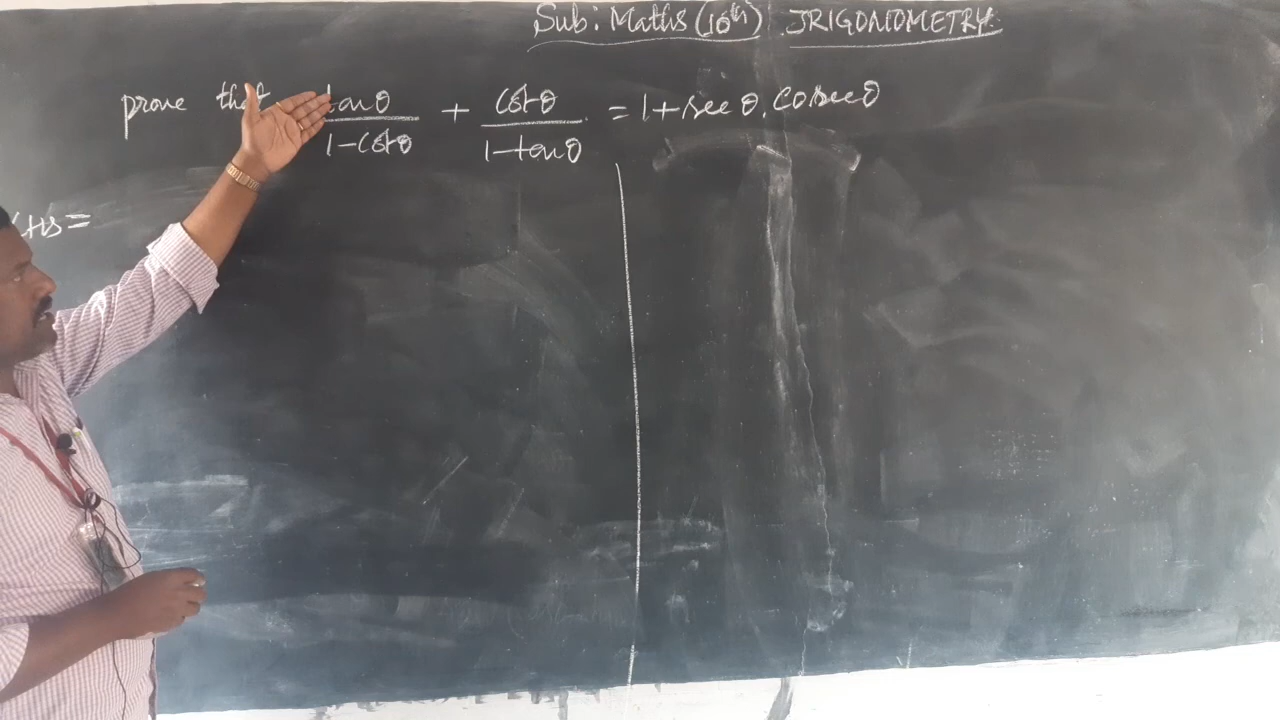 Sub: Maths (10th) TRIGONOMETRY
prove that tanθ/1-cotθ + cotθ/1-tanθ = 1+secθ.cosecθ
LHS =